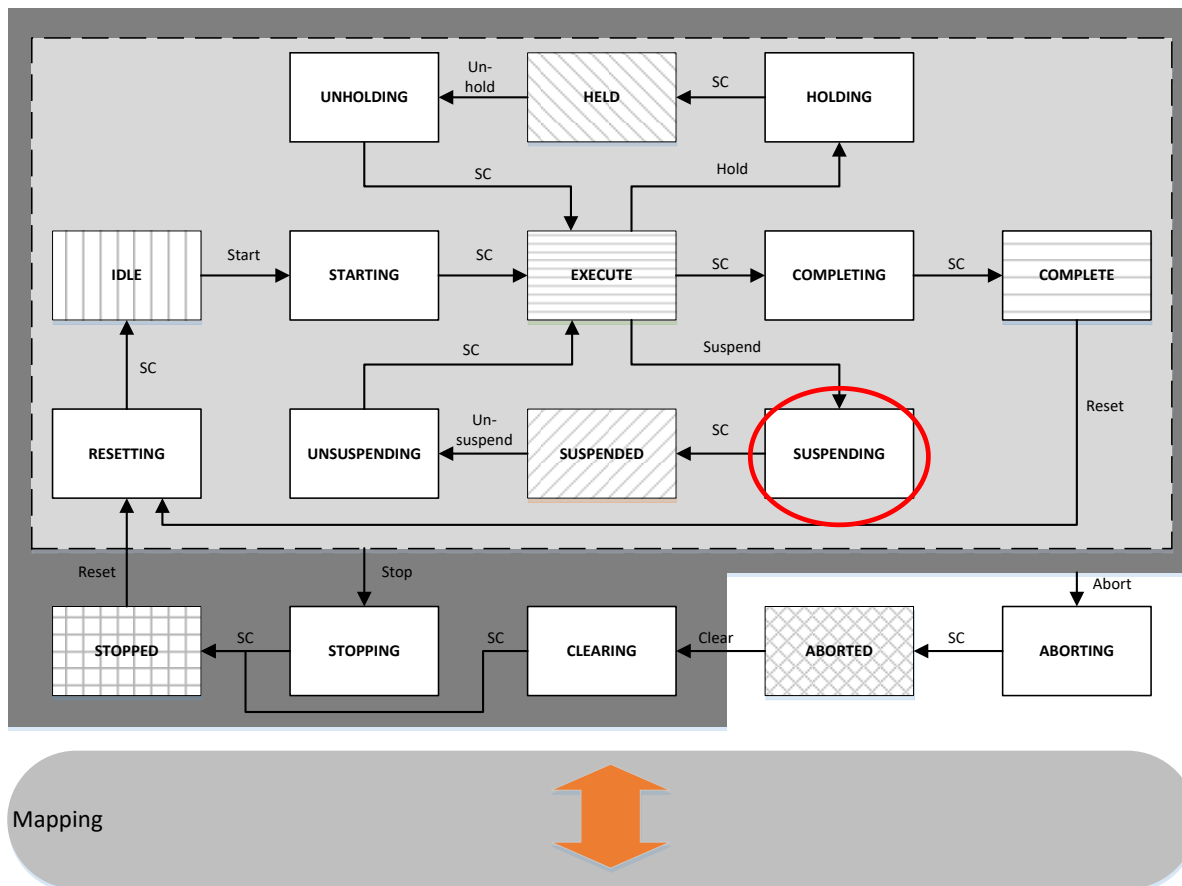 Un-
hold
SC
UNHOLDING
HELD
HOLDING
SC
Hold
Start
SC
SC
SC
IDLE
STARTING
EXECUTE
COMPLETING
COMPLETE
SC
SC
Suspend
Reset
Un-
suspend
SC
RESETTING
UNSUSPENDING
SUSPENDED
SUSPENDING
Reset
Stop
Abort
SC
SC
Clear
SC
STOPPED
STOPPING
CLEARING
ABORTED
ABORTING
Mapping